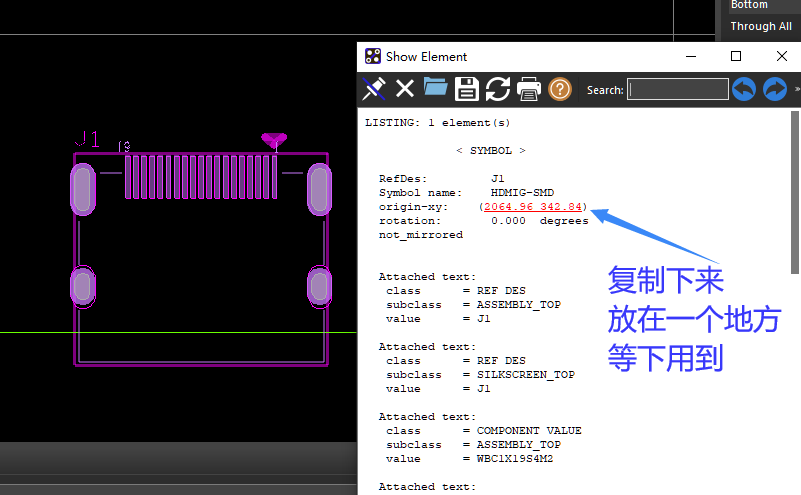 Bottom
Through All
Show Element
Search:
»
LISTING: 1 element(s)
< SYMBOL >
RefDes: J1
Symbol name: HDMIG-SMD
origin-xy: (2064.96 342.84)
rotation: 0.000 degrees
not_mirrored
Attached text:
class = REF DES
subclass = ASSEMBLY_TOP
value = J1
Attached text:
class = REF DES
subclass = SILKSCREEN_TOP
value = J1
Attached text:
class = COMPONENT VALUE
subclass = ASSEMBLY_TOP
value = WBC1X19S4M2
Attached text:
复制下来
放在一个地方
等下用到
J1